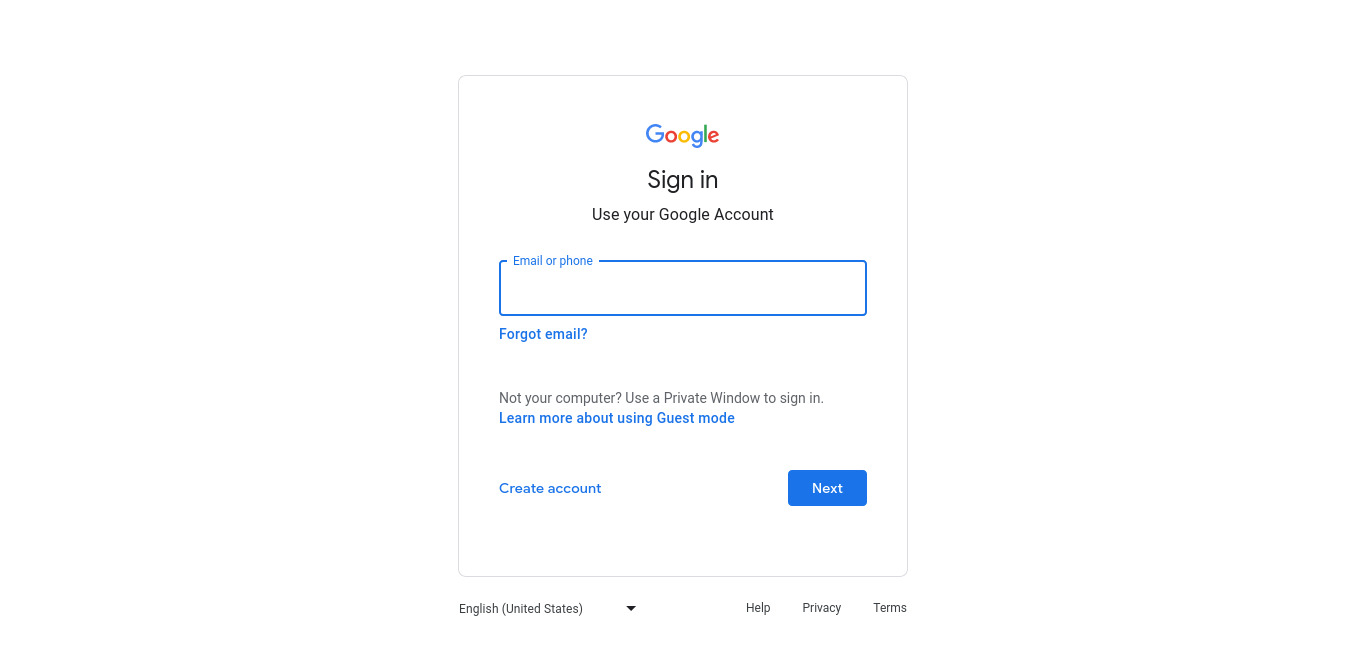 Google
Sign in
Use your Google Account
Email or phone
Forgot email?
Not your computer? Use a Private Window to sign in.
Learn more about using Guest mode
Create account
Next
English (United States)
Help
Privacy
Terms